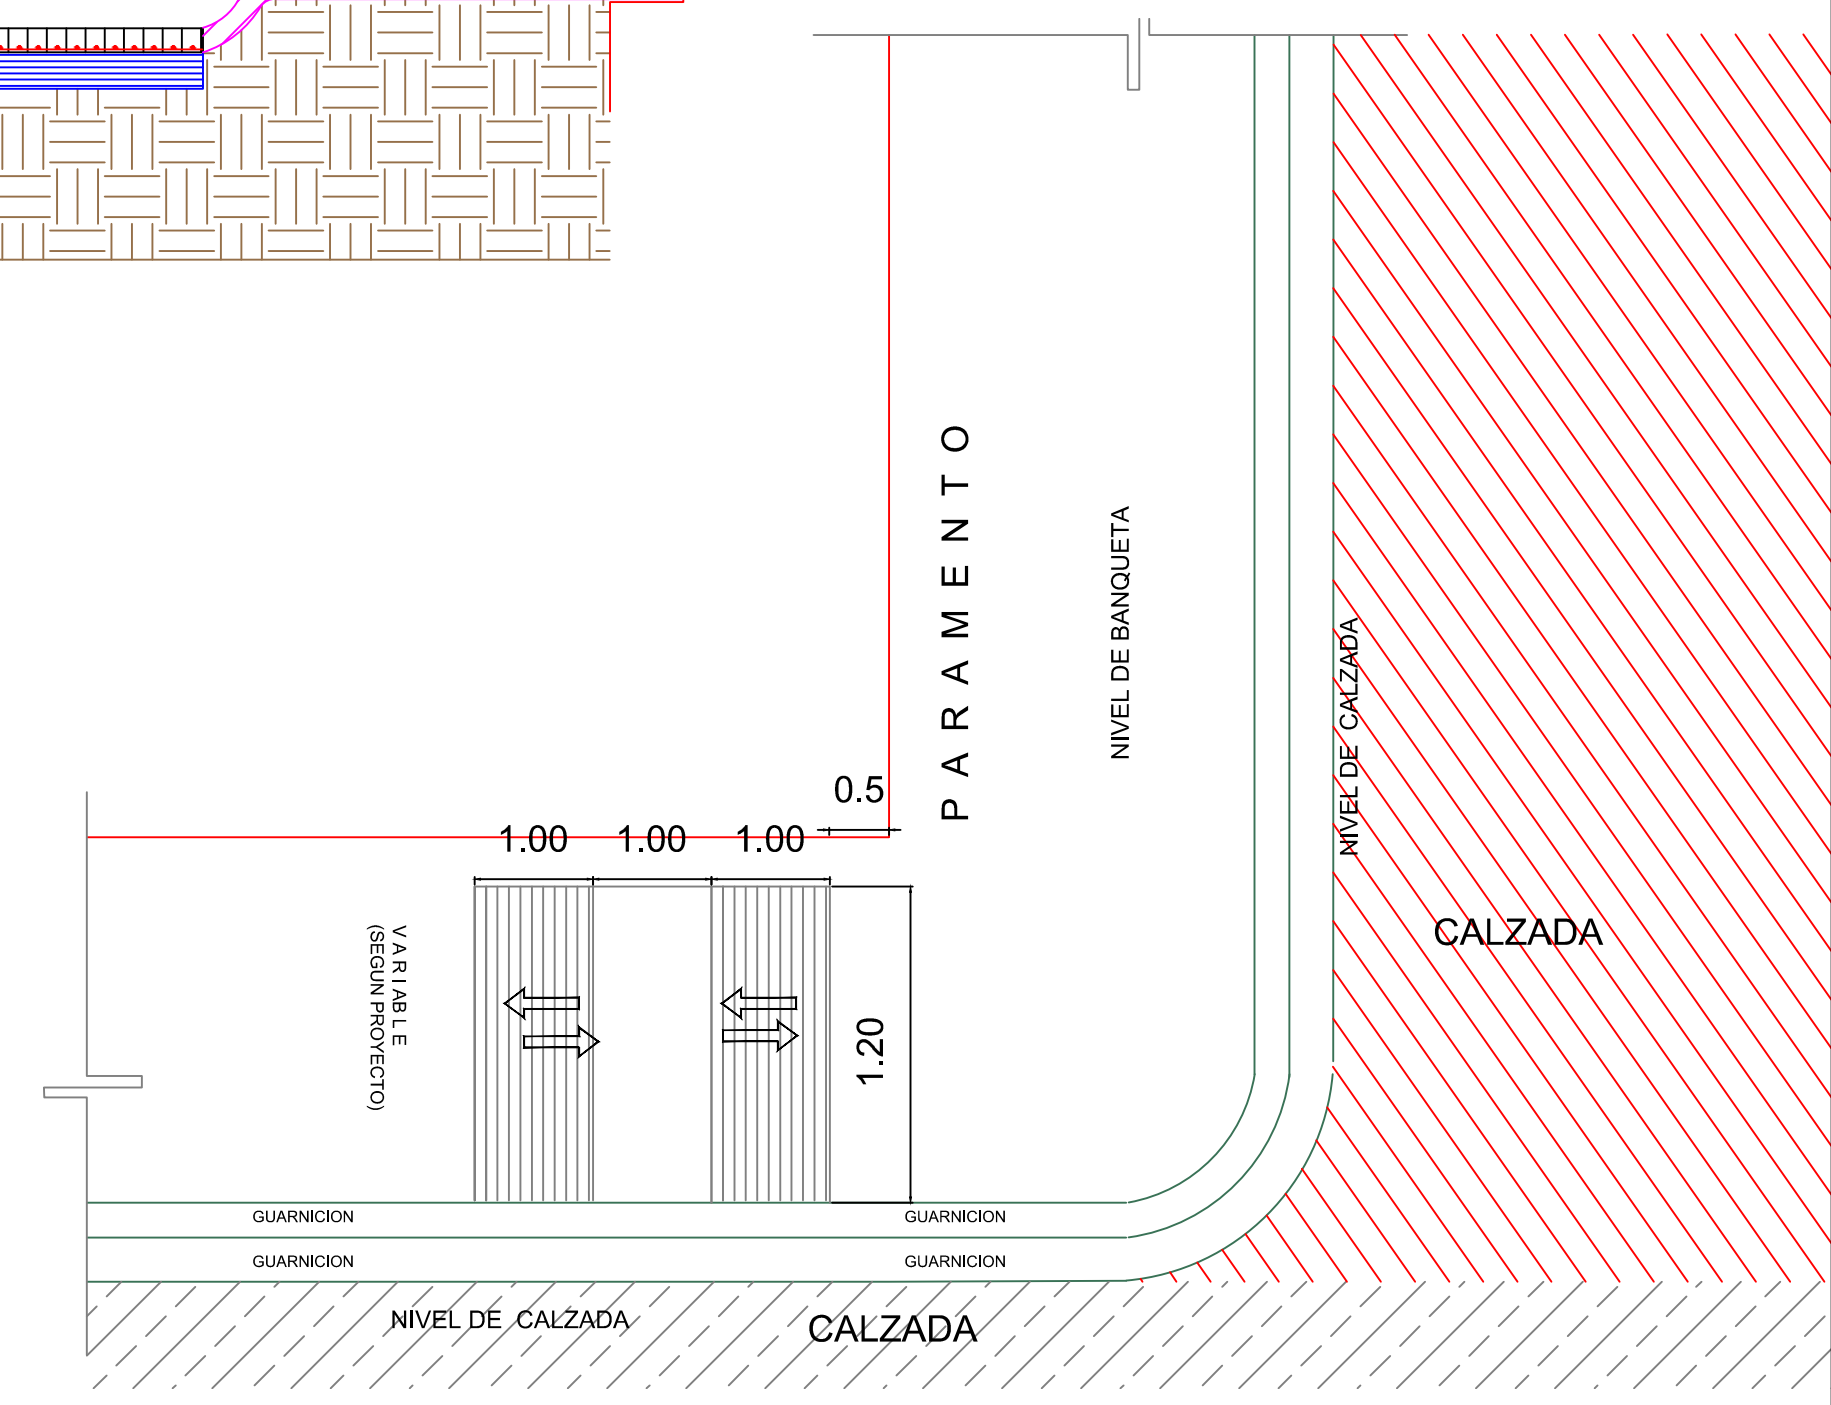 PARAMENTO
NIVEL DE BANQUETA
NIVEL DE CALZADA
0.5
1.00 1.00 1.00
VARIABLE
(SEGUN PROYECTO)
1.20
CALZADA
GUARNICION GUARNICION
GUARNICION GUARNICION
NIVEL DE CALZADA
CALZADA